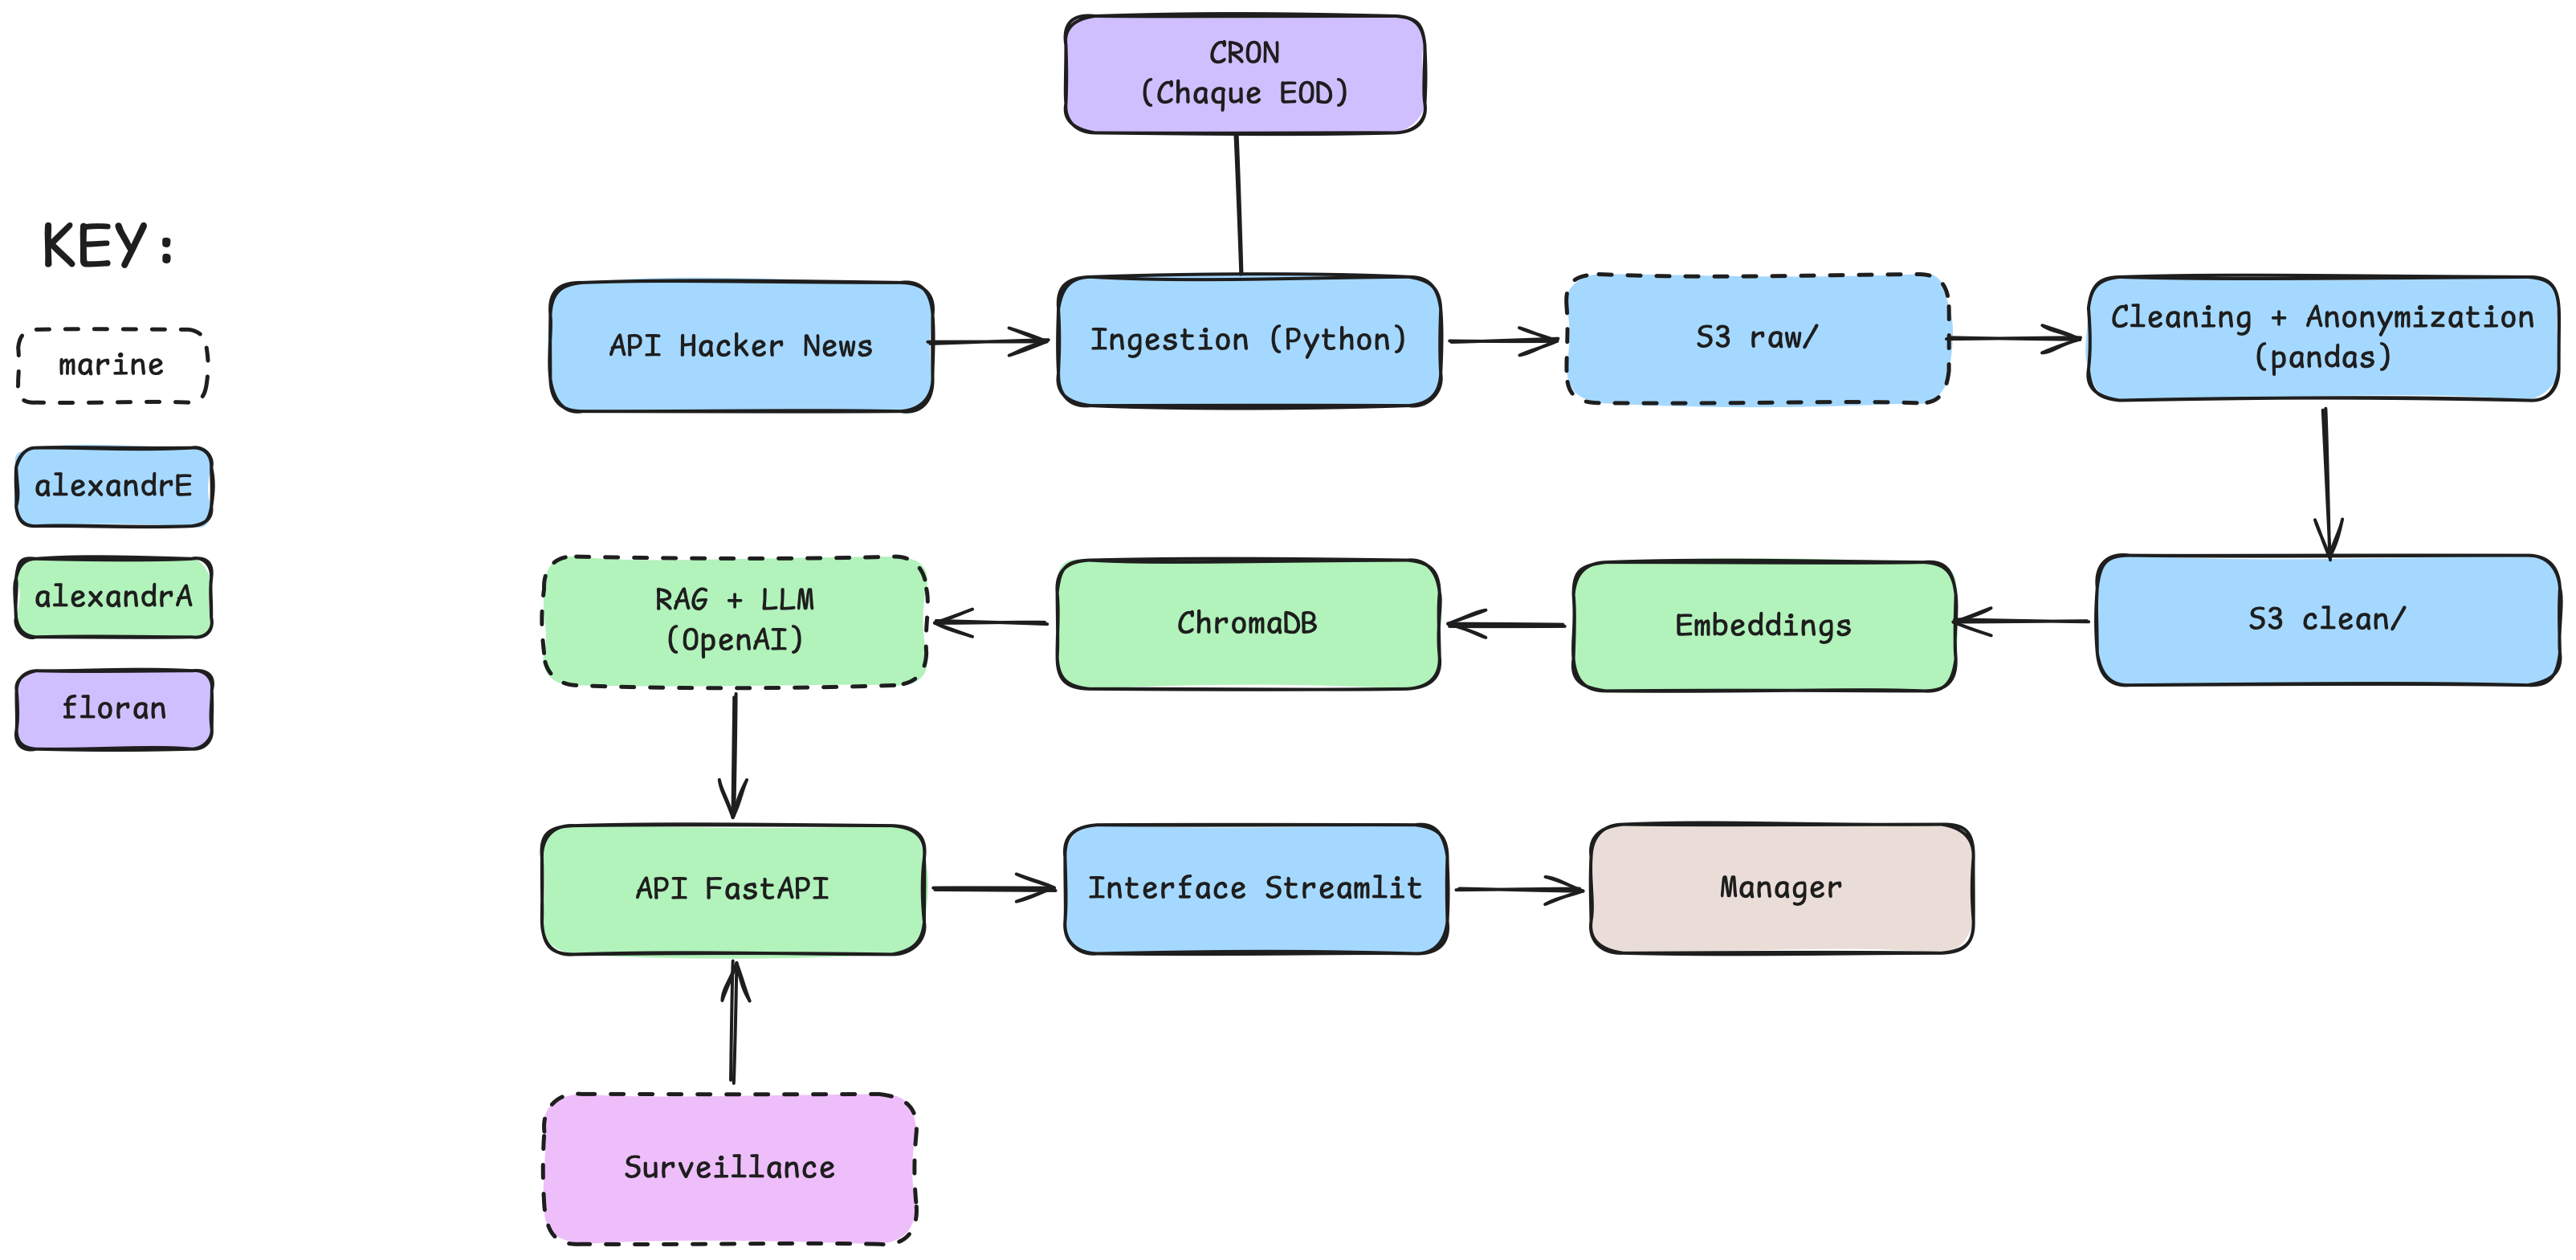 CRON
(Chaque EOD)
KEY:
marine
alexandrE
alexandrA
floran
API Hacker News
Ingestion (Python)
S3 raw/
Cleaning + Anonymization
(pandas)
RAG + LLM
(OpenAI)
ChromaDB
Embeddings
S3 clean/
API FastAPI
Interface Streamlit
Manager
Surveillance